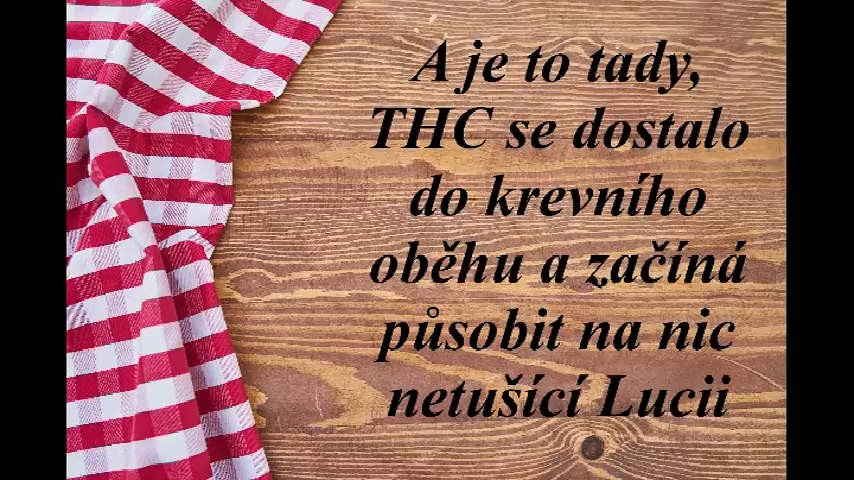 A je to tady,
THC se dostalo
do krevního
oběhu a začíná
působit na nic
netušící Lucii